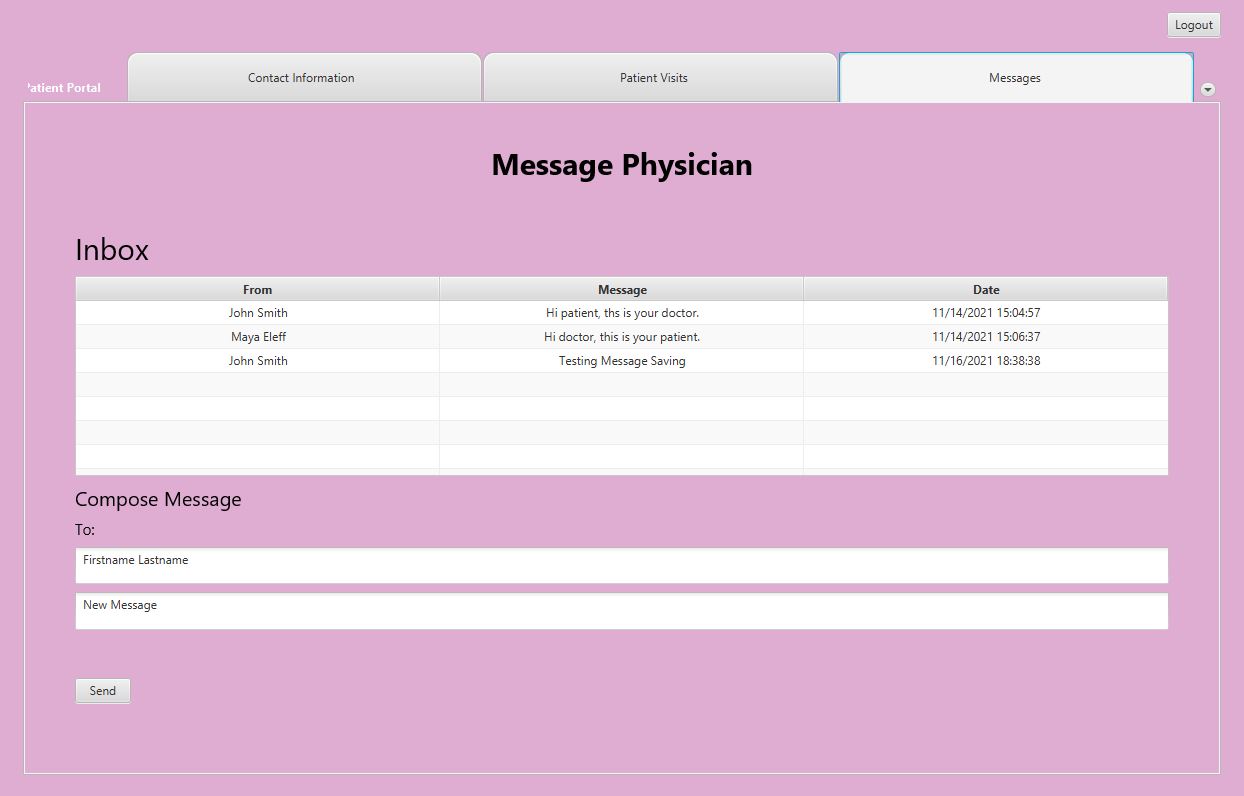 Logout
Patient Portal
Contact Information
Patient Visits
Messages
Message Physician
Inbox
From Message Date
John Smith Hi patient, ths is your doctor. 11/14/2021 15:04:57
Maya Eleff Hi doctor, this is your patient. 11/14/2021 15:06:37
John Smith Testing Message Saving 11/16/2021 18:38:38
Compose Message
To:
Firstname Lastname
New Message
Send